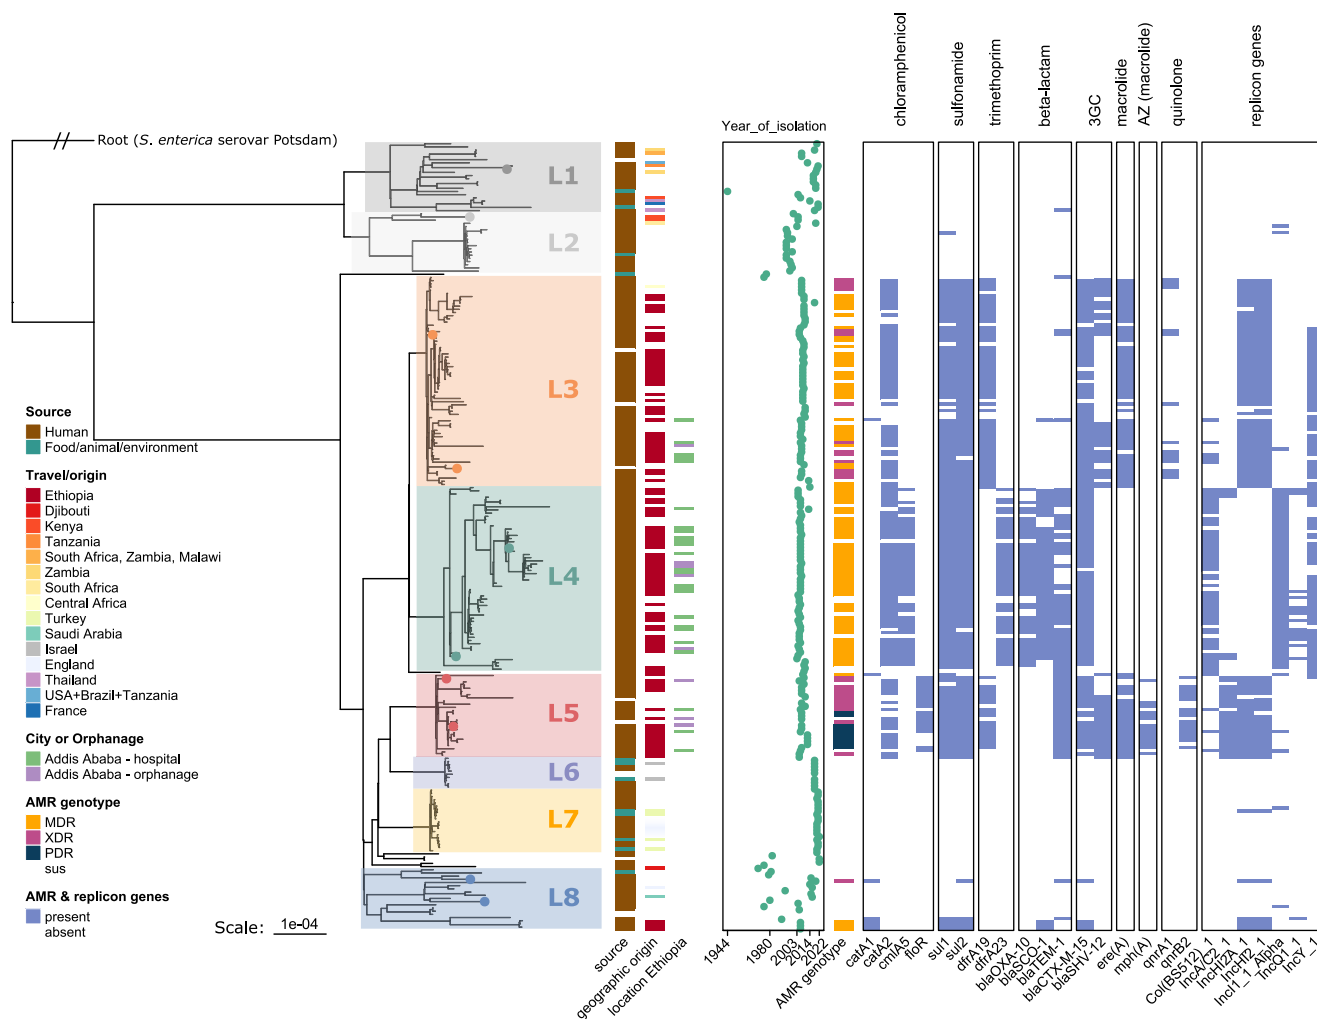 chloramphenicol
sulfonamide
trimethoprim
beta-lactam
3GC
macrolide
AZ (macrolide)
quinolone
replicon genes
Year_of_isolation
Root (S. enterica serovar Potsdam)
L1
L2
L3
L4
L5
L6
L7
L8
Source
Human
Food/animal/environment
Travel/origin
Ethiopia
Djibouti
Kenya
Tanzania
South Africa, Zambia, Malawi
Zambia
South Africa
Central Africa
Turkey
Saudi Arabia
Israel
England
Thailand
USA+Brazil+Tanzania
France
City or Orphanage
Addis Ababa - hospital
Addis Ababa - orphanage
AMR genotype
MDR
XDR
PDR
sus
AMR & replicon genes
present
absent
Scale: 1e-04
source
geographic origin
location Ethiopia
1944
1980
2003
2014
2022
AMR genotype
catA1
catA2
cmlA5
floR
sul1
sul2
dfrA19
dfrA23
blaOXA-10
blaSCO-1
blaTEM-1
blaCTX-M-15
blaSHV-12
ere(A)
mph(A)
qnrA1
qnrB2
Col(BS512)_1
IncA/C2_1
IncHI2A_1
IncHI2_1
IncI1_1_Alpha
IncQ1_1
IncY_1